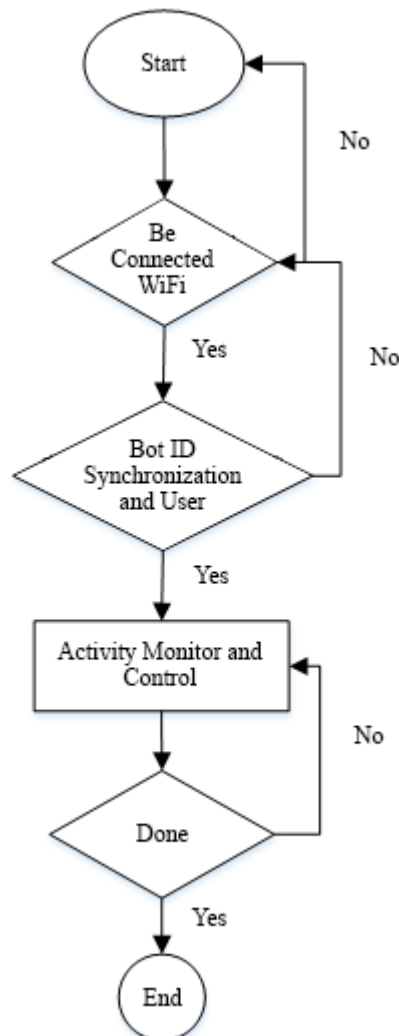 Start
No
Be
Connected
WiFi
Yes
No
Bot ID
Synchronization
and User
Yes
Activity Monitor and
Control
No
Done
Yes
End